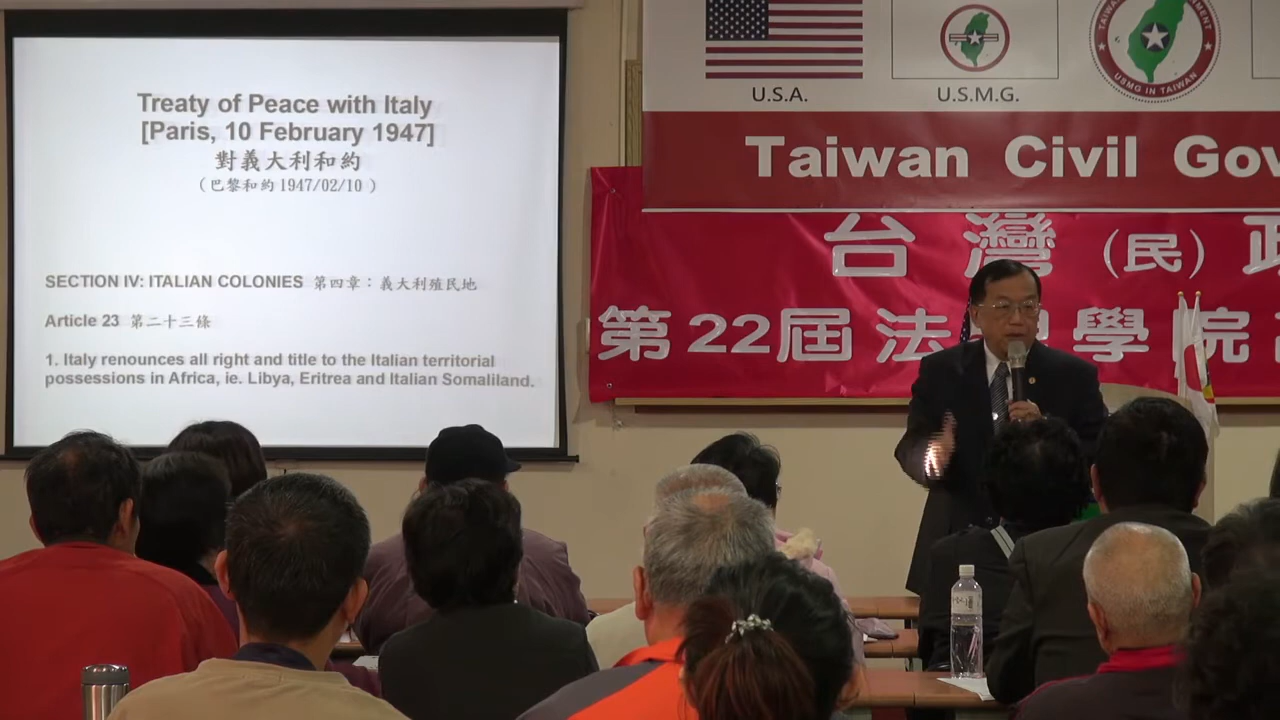 Treaty of Peace with Italy
[Paris, 10 February 1947]
對義大利和約
（巴黎和約 1947/02/10 ）
SECTION IV: ITALIAN COLONIES 第四章：義大利殖民地
Article 23 第二十三條
1. Italy renounces all right and title to the Italian territorial
possessions in Africa, ie. Libya, Eritrea and Italian Somaliland.
U.S.A.
U.S.M.G.
USMG IN TAIWAN
Taiwan Civil Gov
台灣（民）政
第22屆法理學院